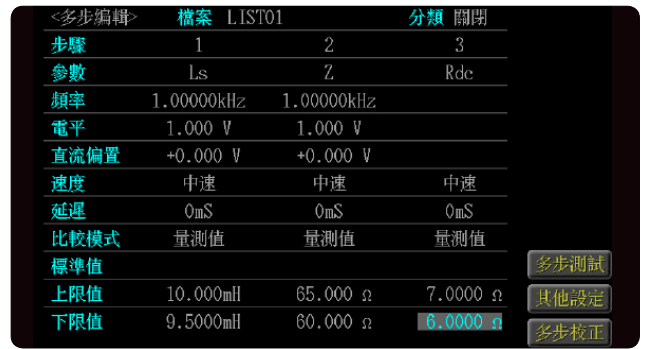 <多步編輯> 檔案 LIST01 分類 關閉
步驟 1 2 3
參數 Ls Z Rdc
頻率 1.00000kHz 1.00000kHz
電平 1.000 V 1.000 V
直流偏置 +0.000 V +0.000 V
速度 中速 中速 中速
延遲 0mS 0mS 0mS
比較模式 量測值 量測值 量測值
標準值
多步測試
上限值 10.000mH 65.000 Ω 7.0000 Ω
其他設定
下限值 9.5000mH 60.000 Ω 6.0000 Ω
多步校正